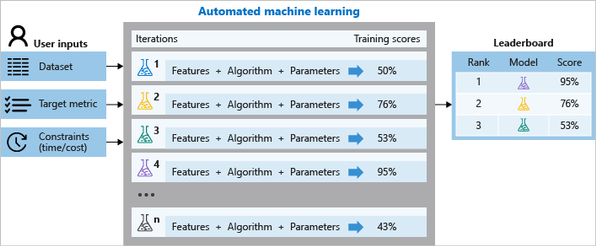 Automated machine learning
User inputs
Dataset
Target metric
Constraints
(time/cost)
Iterations Training scores
1 Features + Algorithm + Parameters 50%
2 Features + Algorithm + Parameters 76%
3 Features + Algorithm + Parameters 53%
4 Features + Algorithm + Parameters 95%
•••
n Features + Algorithm + Parameters 43%
Leaderboard
Rank Model Score
1 95%
2 76%
3 53%